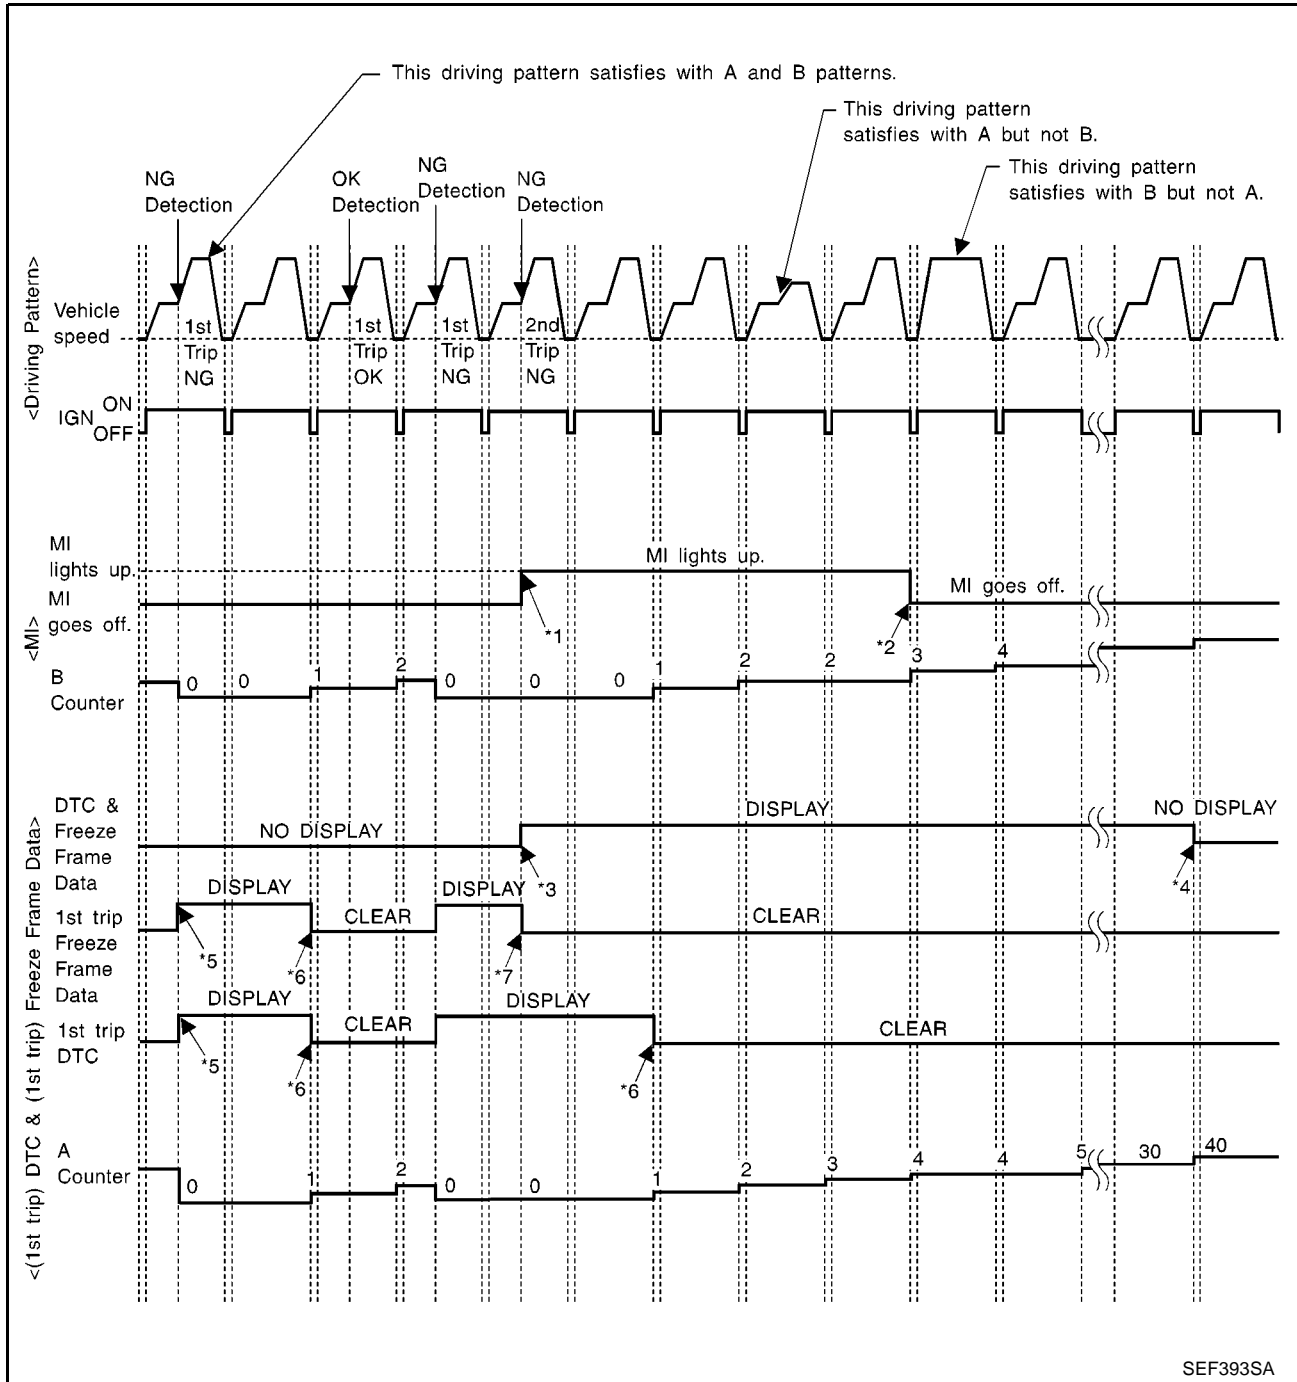 This driving pattern satisfies with A and B patterns.
This driving pattern
satisfies with A but not B.
This driving pattern
satisfies with B but not A.
NG
Detection
OK
Detection
NG
Detection
NG
Detection
<Driving Pattern>
Vehicle
speed
1st
Trip
NG
1st
Trip
OK
1st
Trip
NG
2nd
Trip
NG
IGN
ON
OFF
<MI>
MI
lights up.
MI
goes off.
MI lights up.
MI goes off.
*1
*2
B
Counter
0 0 1 2 0 0 0 1 2 2 3 4
<(1st trip) DTC & (1st trip) Freeze Frame Data>
DTC &
Freeze
Frame
Data
NO DISPLAY
DISPLAY
NO DISPLAY
*3
*4
1st trip
Freeze
Frame
Data
DISPLAY
CLEAR
DISPLAY
CLEAR
*5
*6
*7
1st trip
DTC
DISPLAY
CLEAR
DISPLAY
CLEAR
*5
*6
*6
A
Counter
0 1 2 0 0 1 2 3 4 4 5 30 40
SEF393SA